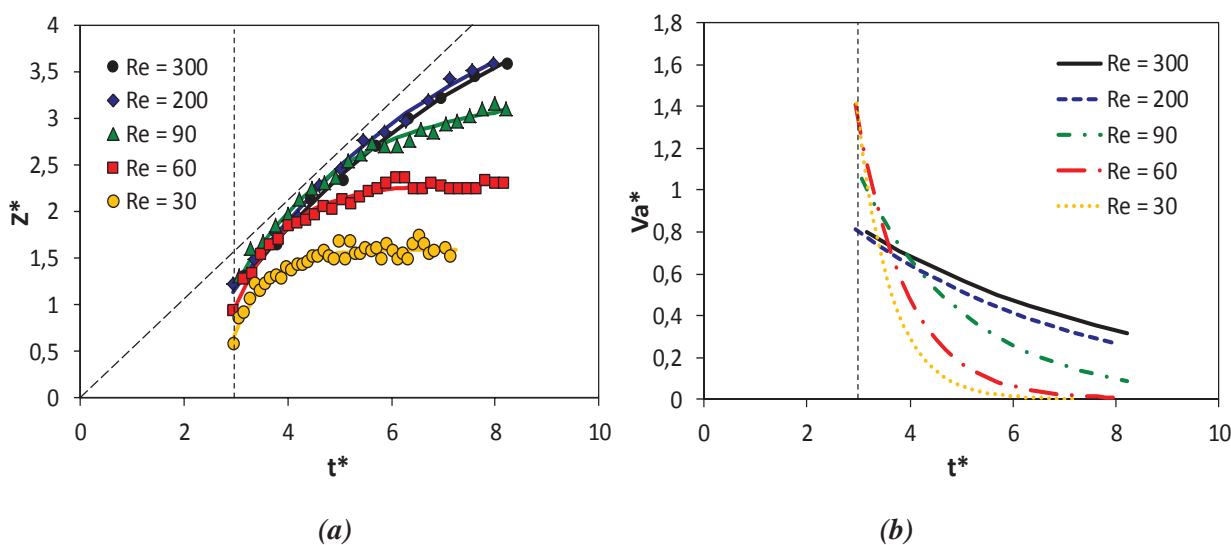 4
3,5
3
2,5
2
1,5
1
0,5
0
0 2 4 6 8 10
Z*
t*
Re = 300
Re = 200
Re = 90
Re = 60
Re = 30
(a)
1,8
1,6
1,4
1,2
1
0,8
0,6
0,4
0,2
0
0 2 4 6 8 10
Va*
t*
Re = 300
Re = 200
Re = 90
Re = 60
Re = 30
(b)